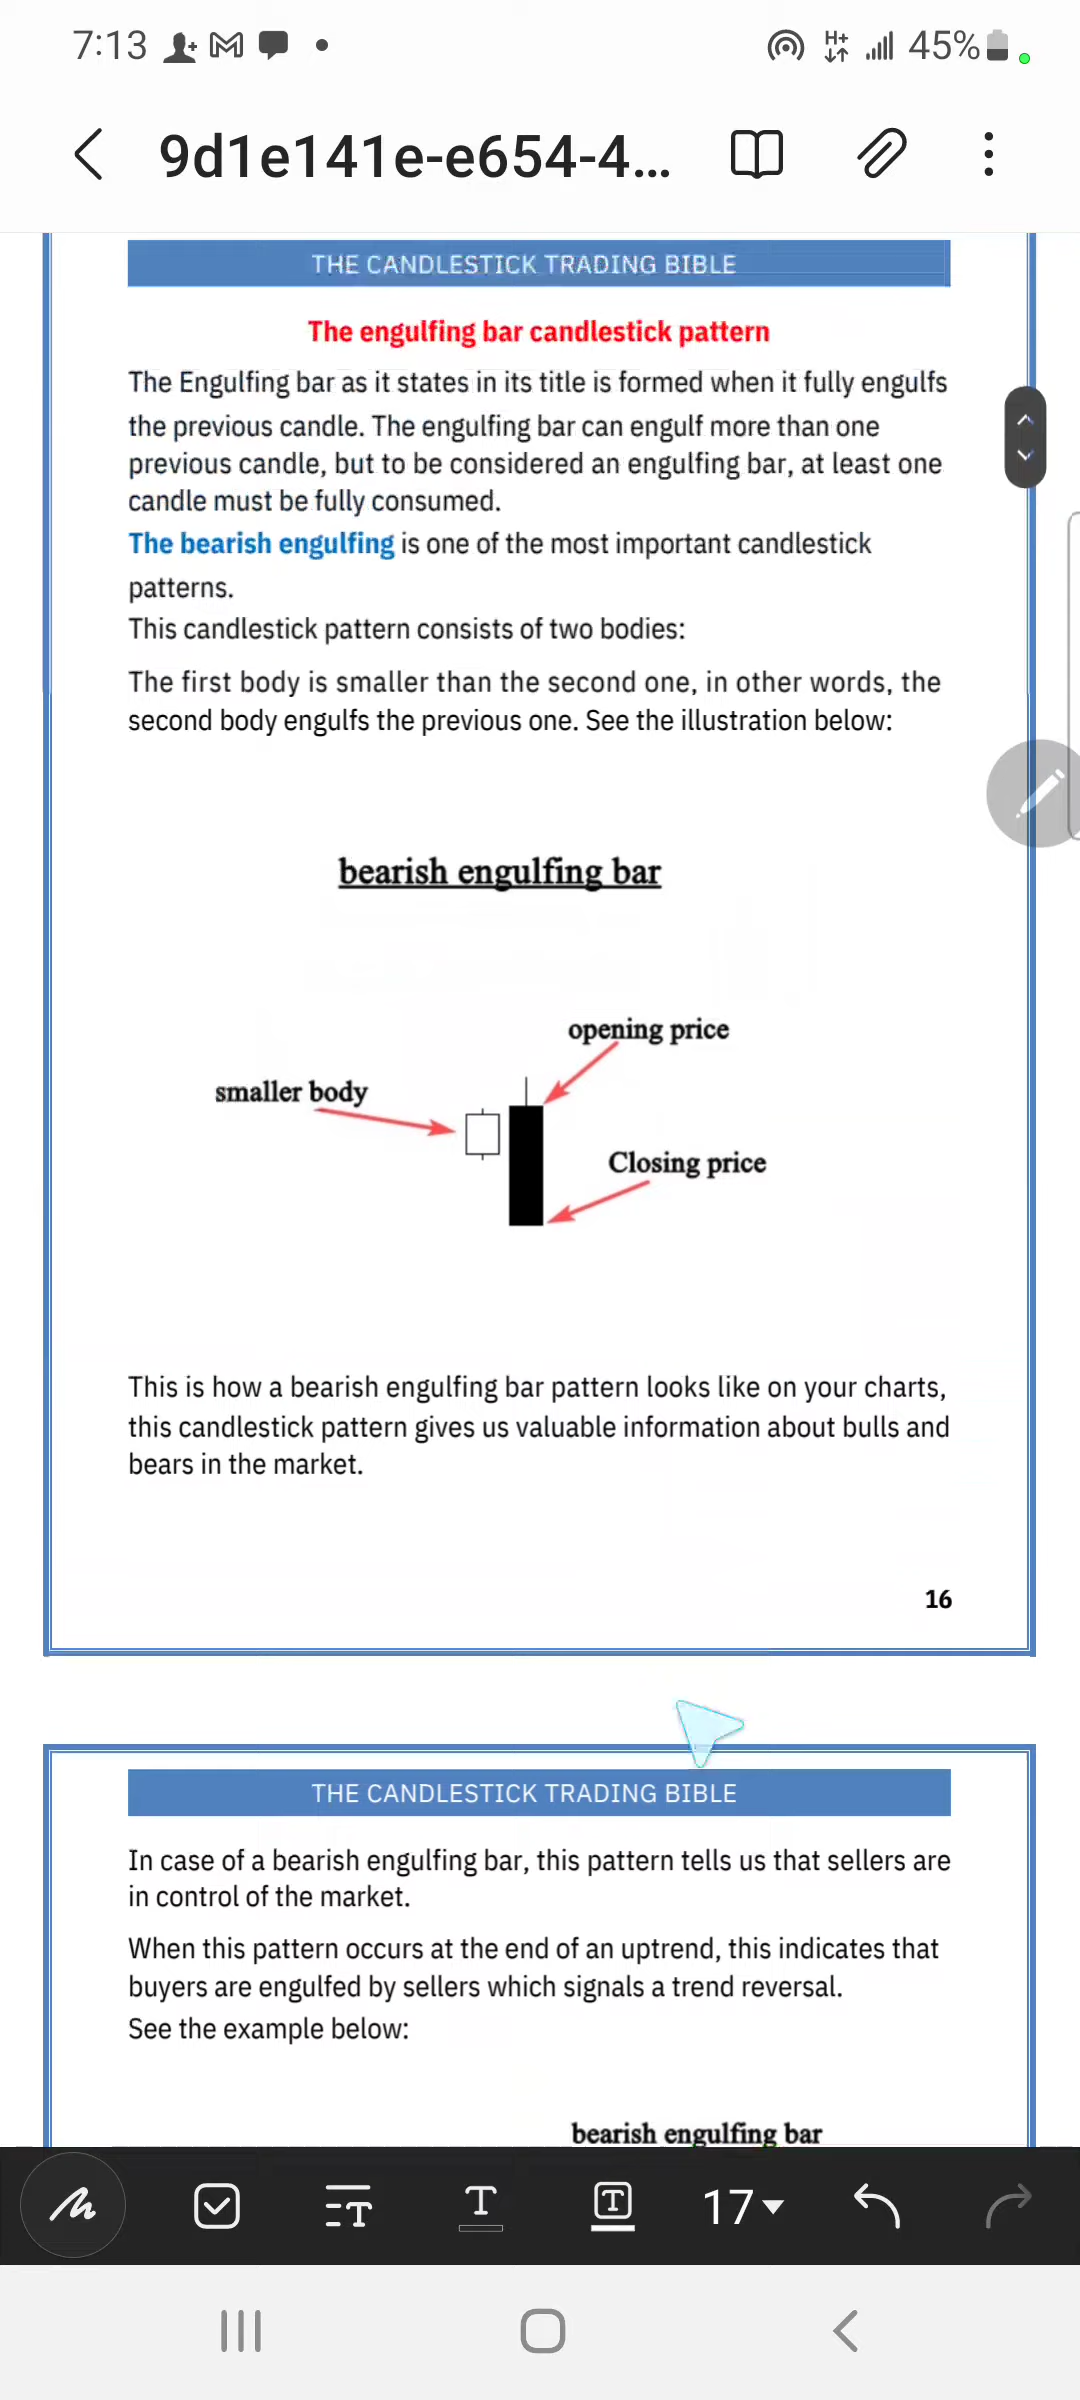 7:13
H+
45%
9d1e141e-e654-4...
THE CANDLESTICK TRADING BIBLE
The engulfing bar candlestick pattern
The Engulfing bar as it states in its title is formed when it fully engulfs
the previous candle. The engulfing bar can engulf more than one
previous candle, but to be considered an engulfing bar, at least one
candle must be fully consumed.
The bearish engulfing is one of the most important candlestick
patterns.
This candlestick pattern consists of two bodies:
The first body is smaller than the second one, in other words, the
second body engulfs the previous one. See the illustration below:
bearish engulfing bar
opening price
smaller body
Closing price
This is how a bearish engulfing bar pattern looks like on your charts,
this candlestick pattern gives us valuable information about bulls and
bears in the market.
16
THE CANDLESTICK TRADING BIBLE
In case of a bearish engulfing bar, this pattern tells us that sellers are
in control of the market.
When this pattern occurs at the end of an uptrend, this indicates that
buyers are engulfed by sellers which signals a trend reversal.
See the example below:
bearish engulfing bar
17